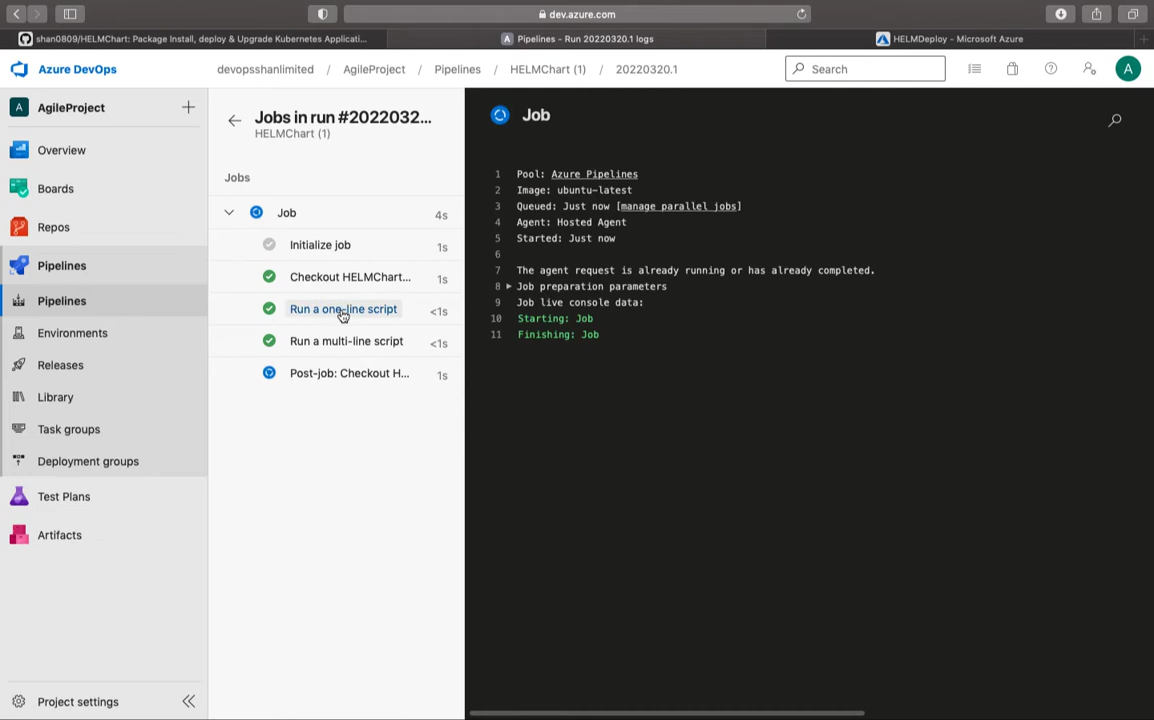 dev.azure.com
shan0809/HELMChart: Package Install, deploy & Upgrade Kubernetes Applicati...
Pipelines - Run 20220320.1 logs
HELMDeploy - Microsoft Azure
Azure DevOps
devopsshanlimited / AgileProject / Pipelines / HELMChart (1) / 20220320.1
Search
A
A AgileProject
Overview
Boards
Repos
Pipelines
Pipelines
Environments
Releases
Library
Task groups
Deployment groups
Test Plans
Artifacts
Project settings
Jobs in run #2022032...
HELMChart (1)
Jobs
Job 4s
Initialize job 1s
Checkout HELMChart... 1s
Run a one-line script <1s
Run a multi-line script <1s
Post-job: Checkout H... 1s
Job
1 Pool: Azure Pipelines
2 Image: ubuntu-latest
3 Queued: Just now [manage parallel jobs]
4 Agent: Hosted Agent
5 Started: Just now
6
7 The agent request is already running or has already completed.
8 Job preparation parameters
9 Job live console data:
10 Starting: Job
11 Finishing: Job